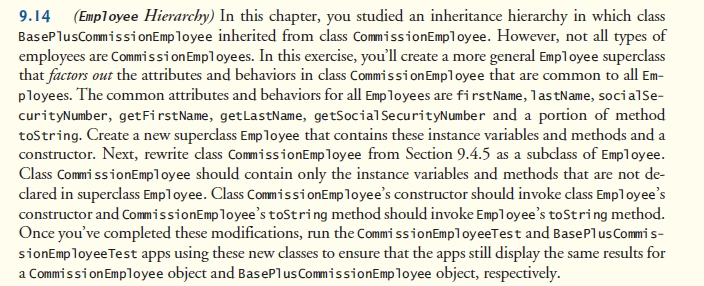 9.14 (Employee Hierarchy) In this chapter, you studied an inheritance hierarchy in which class
BasePlusCommissionEmployee inherited from class CommissionEmployee. However, not all types of
employees are CommissionEmployees. In this exercise, you'll create a more general Employee superclass
that factors out the attributes and behaviors in class CommissionEmployee that are common to all Em-
ployees. The common attributes and behaviors for all Employees are firstName, lastName, socialSe-
curityNumber, getFirstName, getLastName, getSocialSecurityNumber and a portion of method
toString. Create a new superclass Employee that contains these instance variables and methods and a
constructor. Next, rewrite class CommissionEmployee from Section 9.4.5 as a subclass of Employee.
Class CommissionEmployee should contain only the instance variables and methods that are not de-
clared in superclass Employee. Class CommissionEmployee's constructor should invoke class Employee's
constructor and CommissionEmployee's toString method should invoke Employee's toString method.
Once you've completed these modifications, run the CommissionEmployeeTest and BasePlusCommis-
sionEmployeeTest apps using these new classes to ensure that the apps still display the same results for
a CommissionEmployee object and BasePlusCommissionEmployee object, respectively.